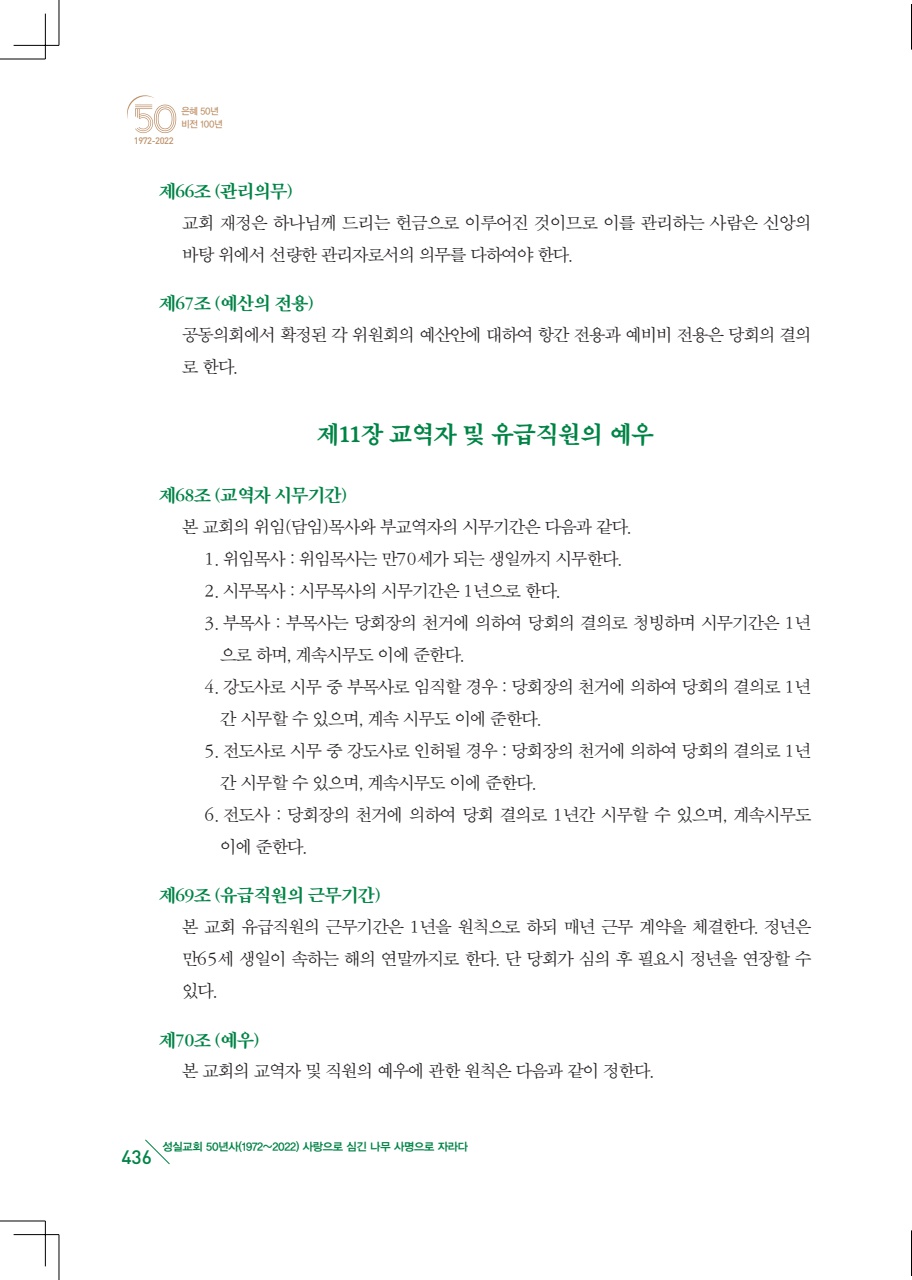 50
은혜 50년
비전 100년
1972-2022
제66조 (관리의무)
교회 재정은 하나님께 드리는 헌금으로 이루어진 것이므로 이를 관리하는 사람은 신앙의
바탕 위에서 선량한 관리자로서의 의무를 다하여야 한다.
제67조 (예산의 전용)
공동의회에서 확정된 각 위원회의 예산안에 대하여 항간 전용과 예비비 전용은 당회의 결의
로 한다.
제11장 교역자 및 유급직원의 예우
제68조 (교역자 시무기간)
본 교회의 위임(담임)목사와 부교역자의 시무기간은 다음과 같다.
1. 위임목사 : 위임목사는 만70세가 되는 생일까지 시무한다.
2. 시무목사 : 시무목사의 시무기간은 1년으로 한다.
3. 부목사 : 부목사는 당회장의 천거에 의하여 당회의 결의로 청빙하며 시무기간은 1년
으로 하며, 계속시무도 이에 준한다.
4. 강도사로 시무 중 부목사로 임직할 경우 : 당회장의 천거에 의하여 당회의 결의로 1년
간 시무할 수 있으며, 계속 시무도 이에 준한다.
5. 전도사로 시무 중 강도사로 인허될 경우 : 당회장의 천거에 의하여 당회의 결의로 1년
간 시무할 수 있으며, 계속시무도 이에 준한다.
6. 전도사 : 당회장의 천거에 의하여 당회 결의로 1년간 시무할 수 있으며, 계속시무도
이에 준한다.
제69조 (유급직원의 근무기간)
본 교회 유급직원의 근무기간은 1년을 원칙으로 하되 매년 근무 계약을 체결한다. 정년은
만65세 생일이 속하는 해의 연말까지로 한다. 단 당회가 심의 후 필요시 정년을 연장할 수
있다.
제70조 (예우)
본 교회의 교역자 및 직원의 예우에 관한 원칙은 다음과 같이 정한다.
436 성실교회 50년사(1972~2022) 사랑으로 심긴 나무 사명으로 자라다